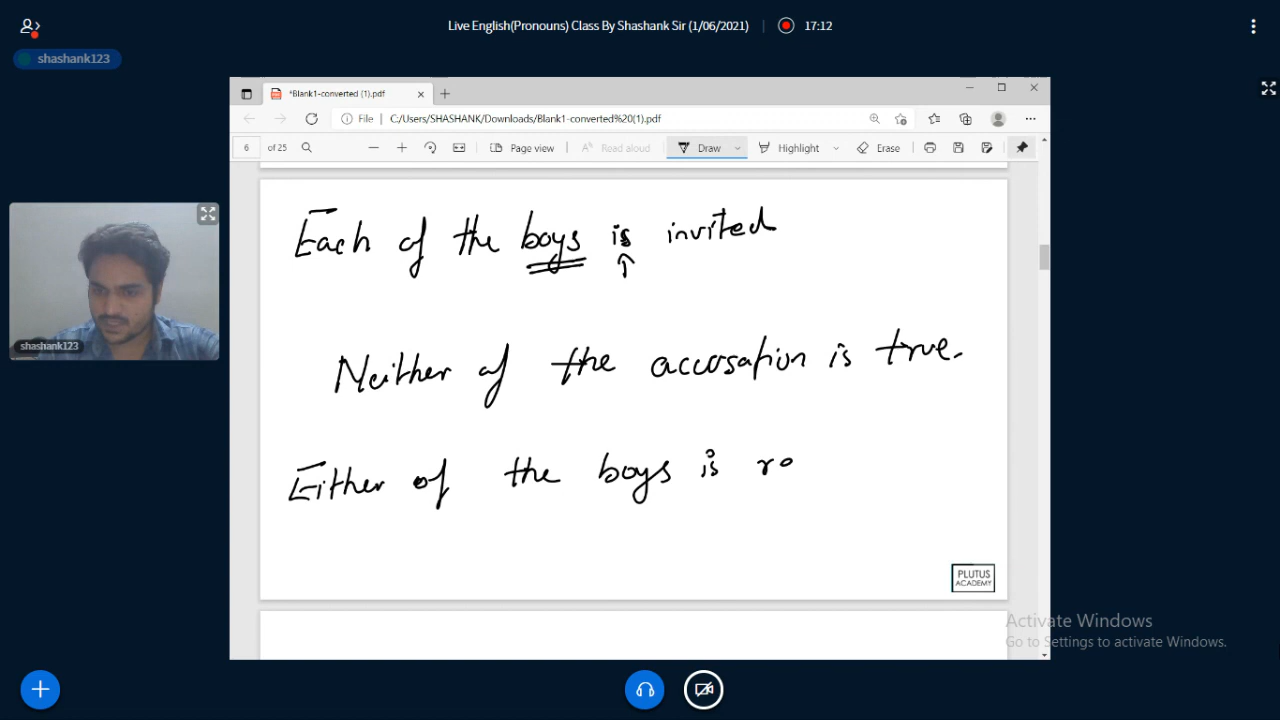 Live English(Pronouns) Class By Shashank Sir (1/06/2021)
17:12
shashank123
*Blank1-converted (1).pdf
File
C:/Users/SHASHANK/Downloads/Blank1-converted%20(1).pdf
6 of 25
Page view
Read aloud
Draw
Highlight
Erase
Each of the boys is invited
Neither of the accusation is true.
Either of the boys is ro
shashank123
PLUTUS
ACADEMY
Activate Windows
Go to Settings to activate Windows.